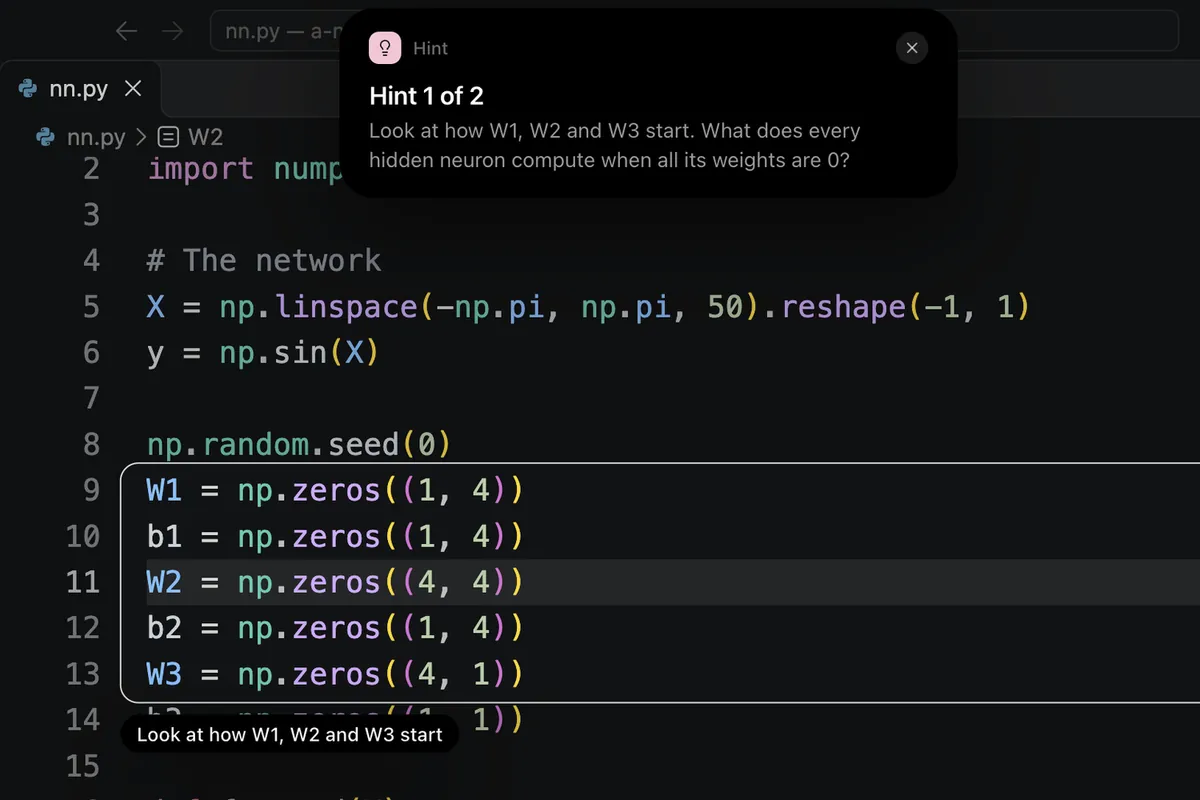 nn.py — a-n
Hint
Hint 1 of 2
Look at how W1, W2 and W3 start. What does every
hidden neuron compute when all its weights are 0?
nn.py
nn.py > W2
2 import nump
3
4 # The network
5 X = np.linspace(-np.pi, np.pi, 50).reshape(-1, 1)
6 y = np.sin(X)
7
8 np.random.seed(0)
9 W1 = np.zeros((1, 4))
10 b1 = np.zeros((1, 4))
11 W2 = np.zeros((4, 4))
12 b2 = np.zeros((1, 4))
13 W3 = np.zeros((4, 1))
14 1))
Look at how W1, W2 and W3 start
15